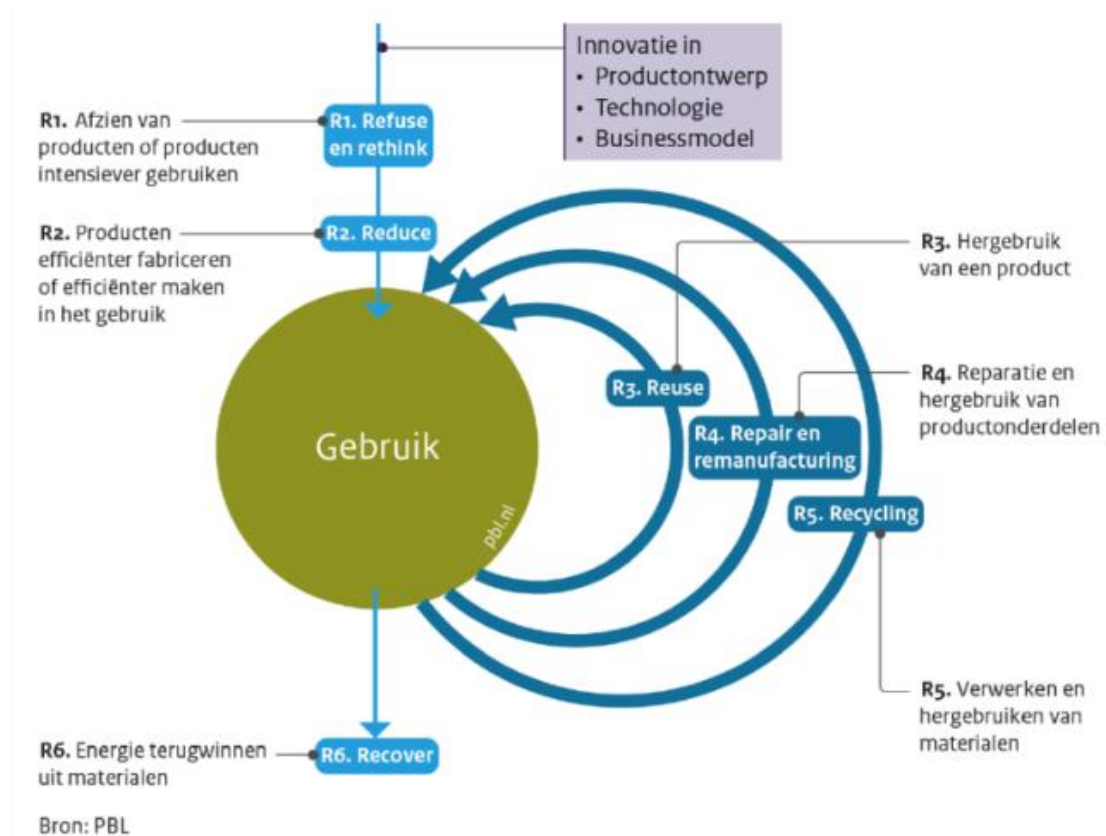 Innovatie in
• Productontwerp
• Technologie
• Businessmodel
R1. Afzien van
producten of producten
intensiever gebruiken
R1. Refuse
en rethink
R2. Producten
efficiënter fabriceren
of efficiënter maken
in het gebruik
R2. Reduce
R3. Hergebruik
van een product
R3. Reuse
R4. Reparatie en
hergebruik van
productonderdelen
R4. Repair en
remanufacturing
Gebruik
pbl.nl
R5. Recycling
R5. Verwerken en
hergebruiken van
materialen
R6. Energie terugwinnen
uit materialen
R6. Recover
Bron: PBL